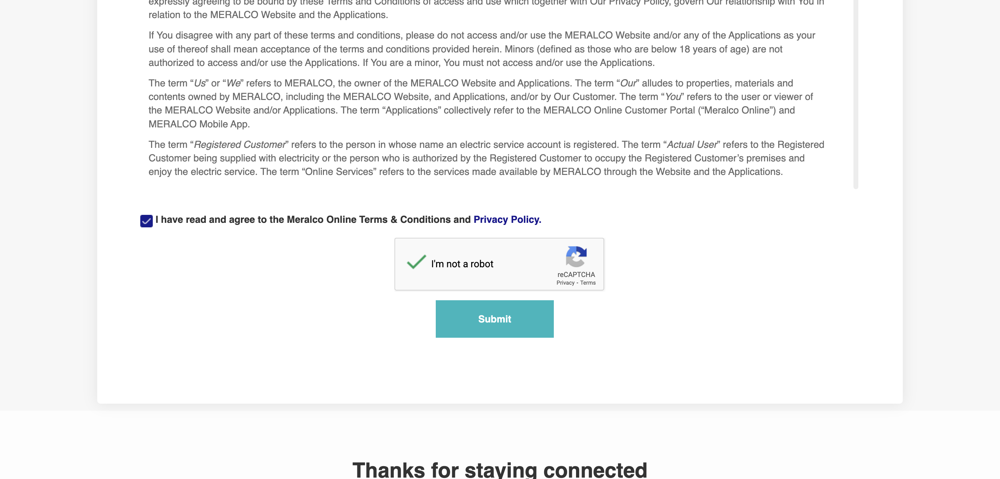 expressly agreeing to be bound by these Terms and Conditions of access and use which together with Our Privacy Policy, govern Our relationship with You in
relation to the MERALCO Website and the Applications.
If You disagree with any part of these terms and conditions, please do not access and/or use the MERALCO Website and/or any of the Applications as your
use of thereof shall mean acceptance of the terms and conditions provided herein. Minors (defined as those who are below 18 years of age) are not
authorized to access and/or use the Applications. If You are a minor, You must not access and/or use the Applications.
The term “Us” or “We” refers to MERALCO, the owner of the MERALCO Website and Applications. The term “Our” alludes to properties, materials and
contents owned by MERALCO, including the MERALCO Website, and Applications, and/or by Our Customer. The term “You” refers to the user or viewer of
the MERALCO Website and/or Applications. The term “Applications” collectively refer to the MERALCO Online Customer Portal (“Meralco Online”) and
MERALCO Mobile App.
The term “Registered Customer” refers to the person in whose name an electric service account is registered. The term “Actual User” refers to the Registered
Customer being supplied with electricity or the person who is authorized by the Registered Customer to occupy the Registered Customer’s premises and
enjoy the electric service. The term “Online Services” refers to the services made available by MERALCO through the Website and the Applications.
I have read and agree to the Meralco Online Terms & Conditions and Privacy Policy.
I'm not a robot
reCAPTCHA
Privacy - Terms
Submit
Thanks for staying connected